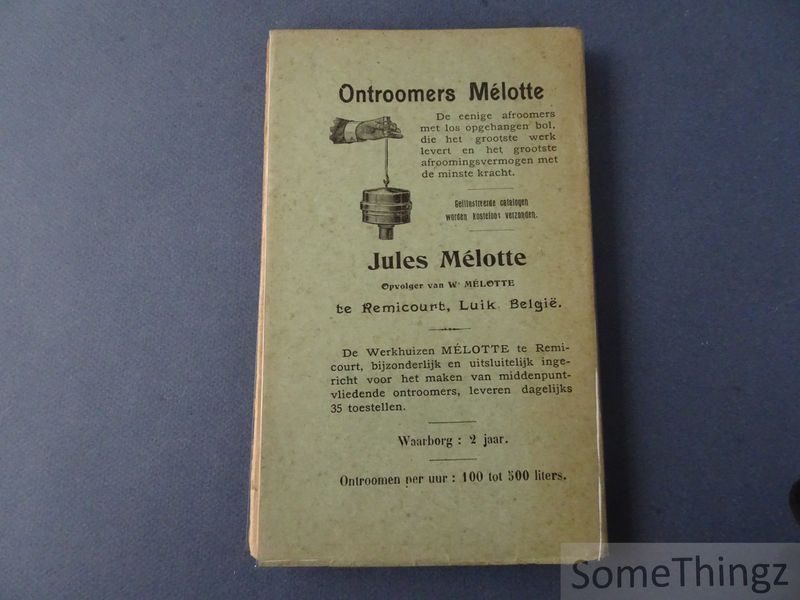 Ontroomers Mélotte
De eenige afroomers
met los opgehangen bol,
die het grootste werk
levert en het grootste
afroomingsvermogen met
de minste kracht.
Geïllustreerde catalogen
worden kosteloos verzonden.
Jules Mélotte
Opvolger van Wᵉ MÉLOTTE
te Remicourt, Luik België.
De Werkhuizen MÉLOTTE te Remi-
court, bijzonderlijk en uitsluitelijk inge-
richt voor het maken van middenpunt-
vliedende ontroomers, leveren dagelijks
35 toestellen.
Waarborg : 2 jaar.
Ontroomen per uur : 100 tot 500 liters.
SomeThingz